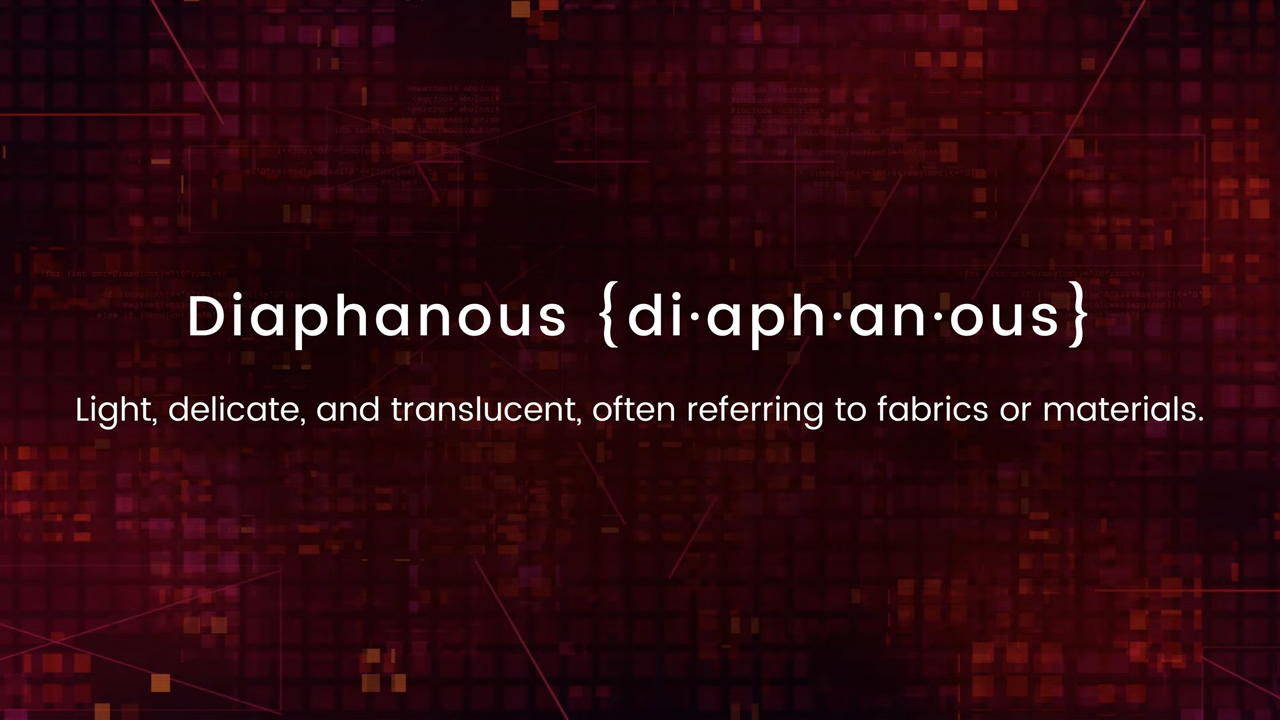 Diaphanous {di·aph·an·ous}
Light, delicate, and translucent, often referring to fabrics or materials.